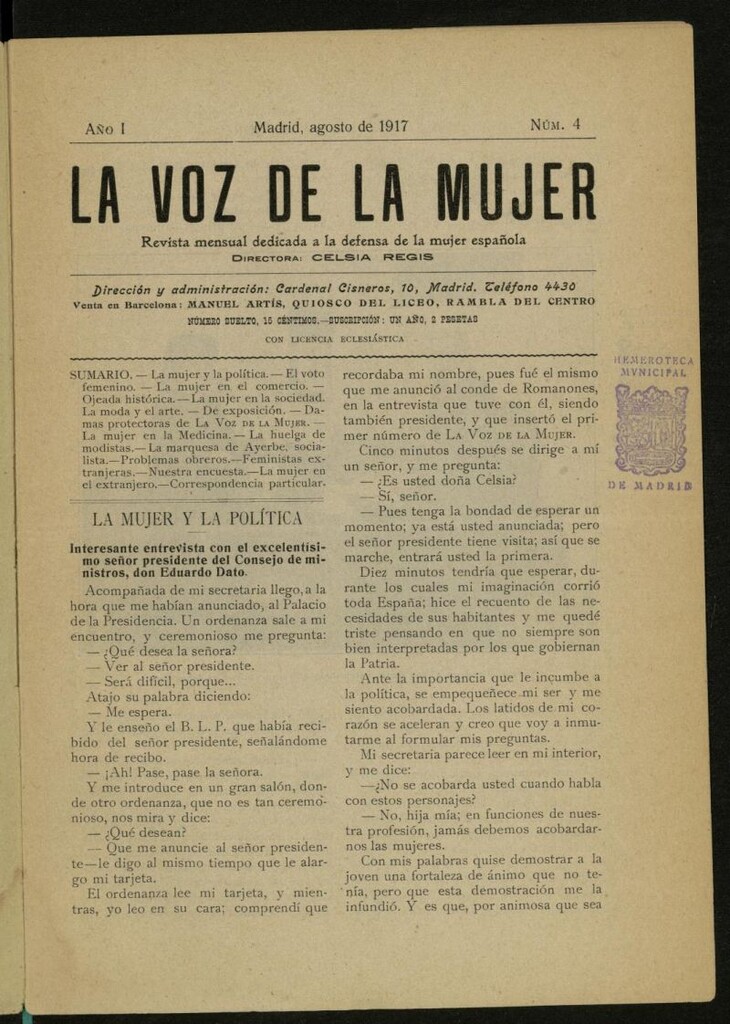 AÑO I
Madrid, agosto de 1917
NÚM. 4
LA VOZ DE LA MUJER
Revista mensual dedicada a la defensa de la mujer española
DIRECTORA: CELSIA REGIS
Dirección y administración: Cardenal Cisneros, 10, Madrid. Teléfono 4430
Venta en Barcelona: MANUEL ARTÍS, QUIOSCO DEL LICEO, RAMBLA DEL CENTRO
NÚMERO SUELTO, 15 CÉNTIMOS.—SUSCRIPCIÓN: UN AÑO, 2 PESETAS
CON LICENCIA ECLESIÁSTICA
SUMARIO. — La mujer y la política. — El voto
femenino. — La mujer en el comercio. —
Ojeada histórica. — La mujer en la sociedad.
La moda y el arte. — De exposición. — Da-
mas protectoras de LA VOZ DE LA MUJER. —
La mujer en la Medicina. — La huelga de
modistas. — La marquesa de Ayerbe, socia-
lista. — Problemas obreros. — Feministas ex-
tranjeras. — Nuestra encuesta. — La mujer en
el extranjero. — Correspondencia particular.
LA MUJER Y LA POLÍTICA
Interesante entrevista con el excelentísi-
mo señor presidente del Consejo de mi-
nistros, don Eduardo Dato.
Acompañada de mi secretaria llego, a la
hora que me habían anunciado, al Palacio
de la Presidencia. Un ordenanza sale a mi
encuentro, y ceremonioso me pregunta:
— ¿Qué desea la señora?
— Ver al señor presidente.
— Será difícil, porque...
Atajo su palabra diciendo:
— Me espera.
Y le enseño el B. L. P. que había reci-
bido del señor presidente, señalándome
hora de recibo.
— ¡Ah! Pase, pase la señora.
Y me introduce en un gran salón, don-
de otro ordenanza, que no es tan ceremo-
nioso, nos mira y dice:
— ¿Qué desean?
— Que me anuncie al señor presiden-
te—le digo al mismo tiempo que le alar-
go mi tarjeta.
El ordenanza lee mi tarjeta, y mien-
tras, yo leo en su cara; comprendí que
recordaba mi nombre, pues fué el mismo
que me anunció al conde de Romanones,
en la entrevista que tuve con él, siendo
también presidente, y que insertó el pri-
mer número de LA VOZ DE LA MUJER.
Cinco minutos después se dirige a mí
un señor, y me pregunta:
— ¿Es usted doña Celsia?
— Sí, señor.
— Pues tenga la bondad de esperar un
momento; ya está usted anunciada; pero
el señor presidente tiene visita; así que se
marche, entrará usted la primera.
Diez minutos tendría que esperar, du-
rante los cuales mi imaginación corrió
toda España; hice el recuento de las ne-
cesidades de sus habitantes y me quedé
triste pensando en que no siempre son
bien interpretadas por los que gobiernan
la Patria.
Ante la importancia que le incumbe a
la política, se empequeñece mi ser y me
siento acobardada. Los latidos de mi co-
razón se aceleran y creo que voy a inmu-
tarme al formular mis preguntas.
Mi secretaria parece leer en mi interior,
y me dice:
—¿No se acobarda usted cuando habla
con estos personajes?
— No, hija mía; en funciones de nues-
tra profesión, jamás debemos acobardar-
nos las mujeres.
Con mis palabras quise demostrar a la
joven una fortaleza de ánimo que no te-
nía, pero que esta demostración me la
infundió. Y es que, por animosa que sea
HEMEROTECA
MVNICIPAL
DE MADRID